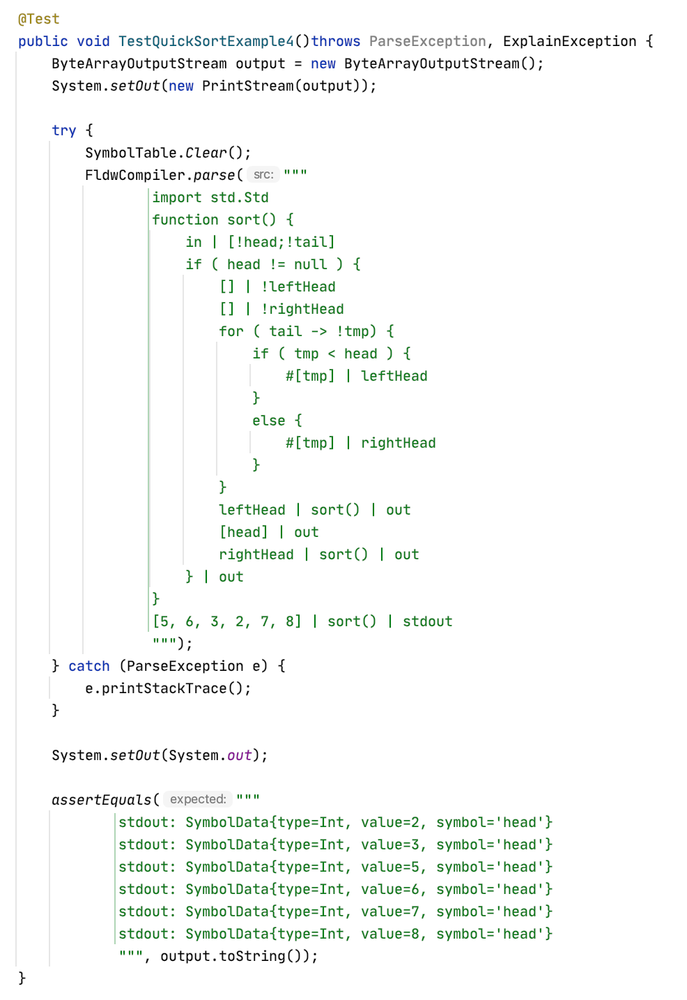 @Test
public void TestQuickSortExample4()throws ParseException, ExplainException {
    ByteArrayOutputStream output = new ByteArrayOutputStream();
    System.setOut(new PrintStream(output));

    try {
        SymbolTable.Clear();
        FldwCompiler.parse( src: """
                import std.Std
                function sort() {
                    in | [!head;!tail]
                    if ( head != null ) {
                        [] | !leftHead
                        [] | !rightHead
                        for ( tail -> !tmp) {
                            if ( tmp < head ) {
                                #[tmp] | leftHead
                            }
                            else {
                                #[tmp] | rightHead
                            }
                        }
                        leftHead | sort() | out
                        [head] | out
                        rightHead | sort() | out
                    } | out
                }
                [5, 6, 3, 2, 7, 8] | sort() | stdout
                """);
    } catch (ParseException e) {
        e.printStackTrace();
    }

    System.setOut(System.out);

    assertEquals( expected: """
            stdout: SymbolData{type=Int, value=2, symbol='head'}
            stdout: SymbolData{type=Int, value=3, symbol='head'}
            stdout: SymbolData{type=Int, value=5, symbol='head'}
            stdout: SymbolData{type=Int, value=6, symbol='head'}
            stdout: SymbolData{type=Int, value=7, symbol='head'}
            stdout: SymbolData{type=Int, value=8, symbol='head'}
            """, output.toString());
}